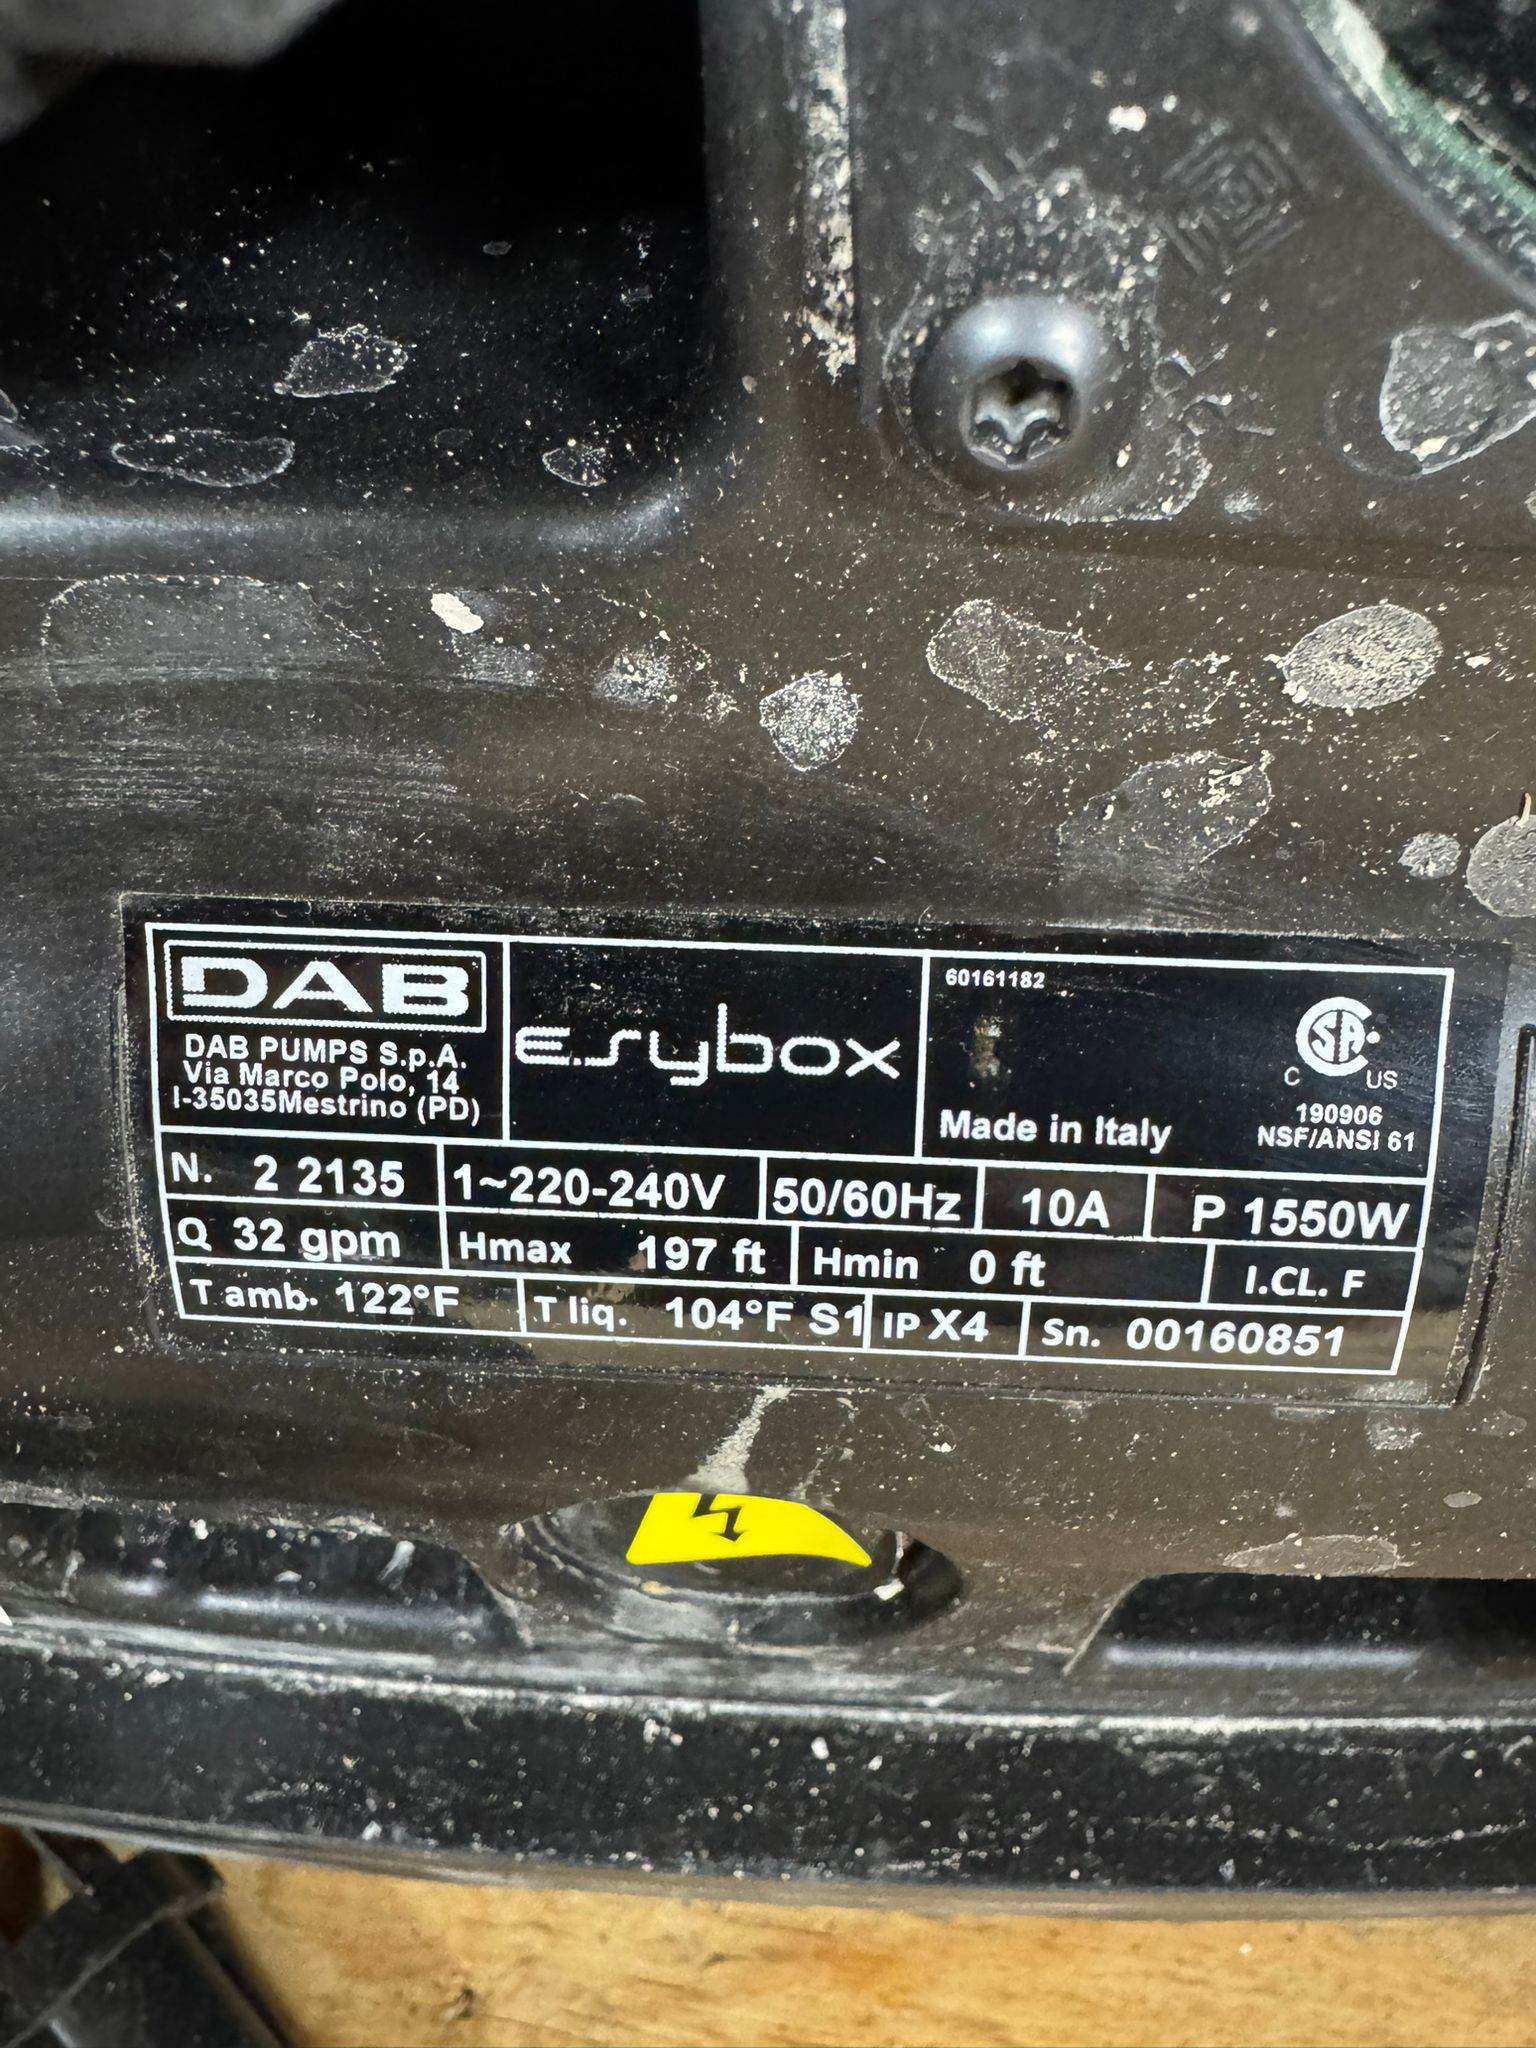 DAB
DAB PUMPS S.p.A.
Via Marco Polo, 14
I-35035Mestrino (PD)
Esybox
60161182
Made in Italy
CSA
C US
190906
NSF/ANSI 61
N. 2 2135 1~220-240V 50/60Hz 10A P 1550W
Q 32 gpm Hmax 197 ft Hmin 0 ft I.CL. F
T amb. 122°F T liq. 104°F S1 IP X4 Sn. 00160851